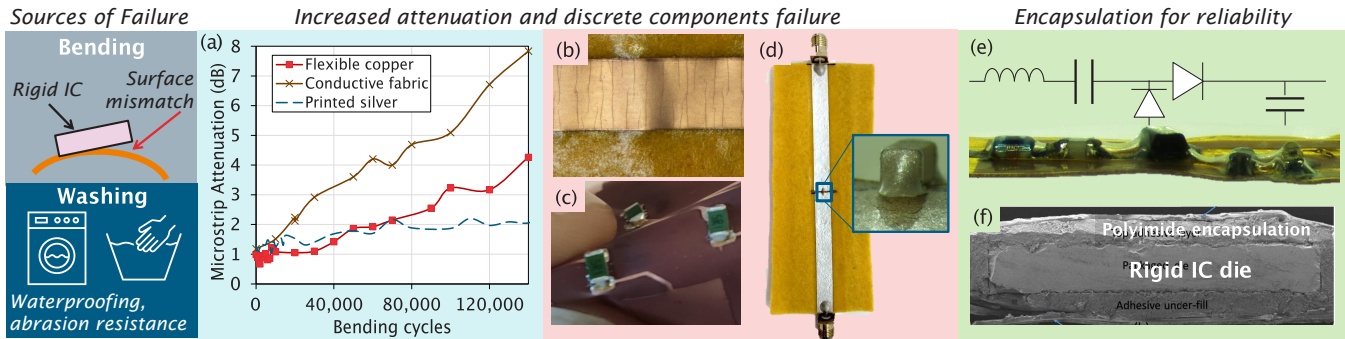 Sources of Failure
Increased attenuation and discrete components failure
Encapsulation for reliability
Bending
Rigid IC
Surface
mismatch
Washing
Waterproofing,
abrasion resistance
(a)
Microstrip Attenuation (dB)
8
7
6
5
4
3
2
1
0
Flexible copper
Conductive fabric
Printed silver
0
40,000
80,000
120,000
Bending cycles
(b)
(c)
(d)
(e)
(f)
Polyimide encapsulation
Rigid IC die
Adhesive under-fill